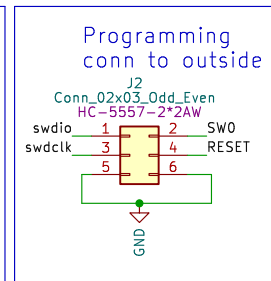 Programming
conn to outside
J2
Conn_02x03_Odd_Even
HC-5557-2*2AW
swdio 1 2 SWO
swdclk 3 4 RESET
5 6
GND